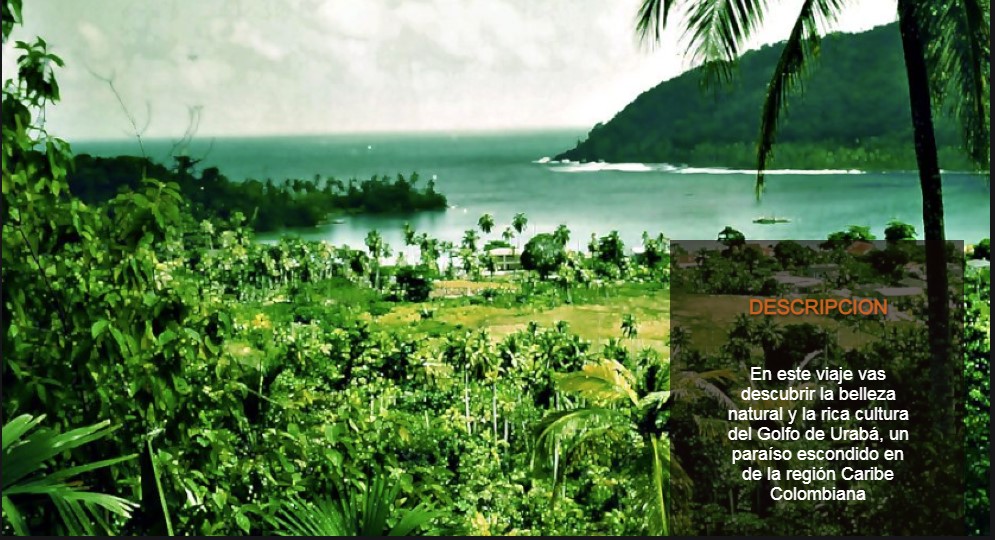 DESCRIPCION
En este viaje vas
descubrir la belleza
natural y la rica cultura
del Golfo de Urabá, un
paraíso escondido en
de la región Caribe
Colombiana